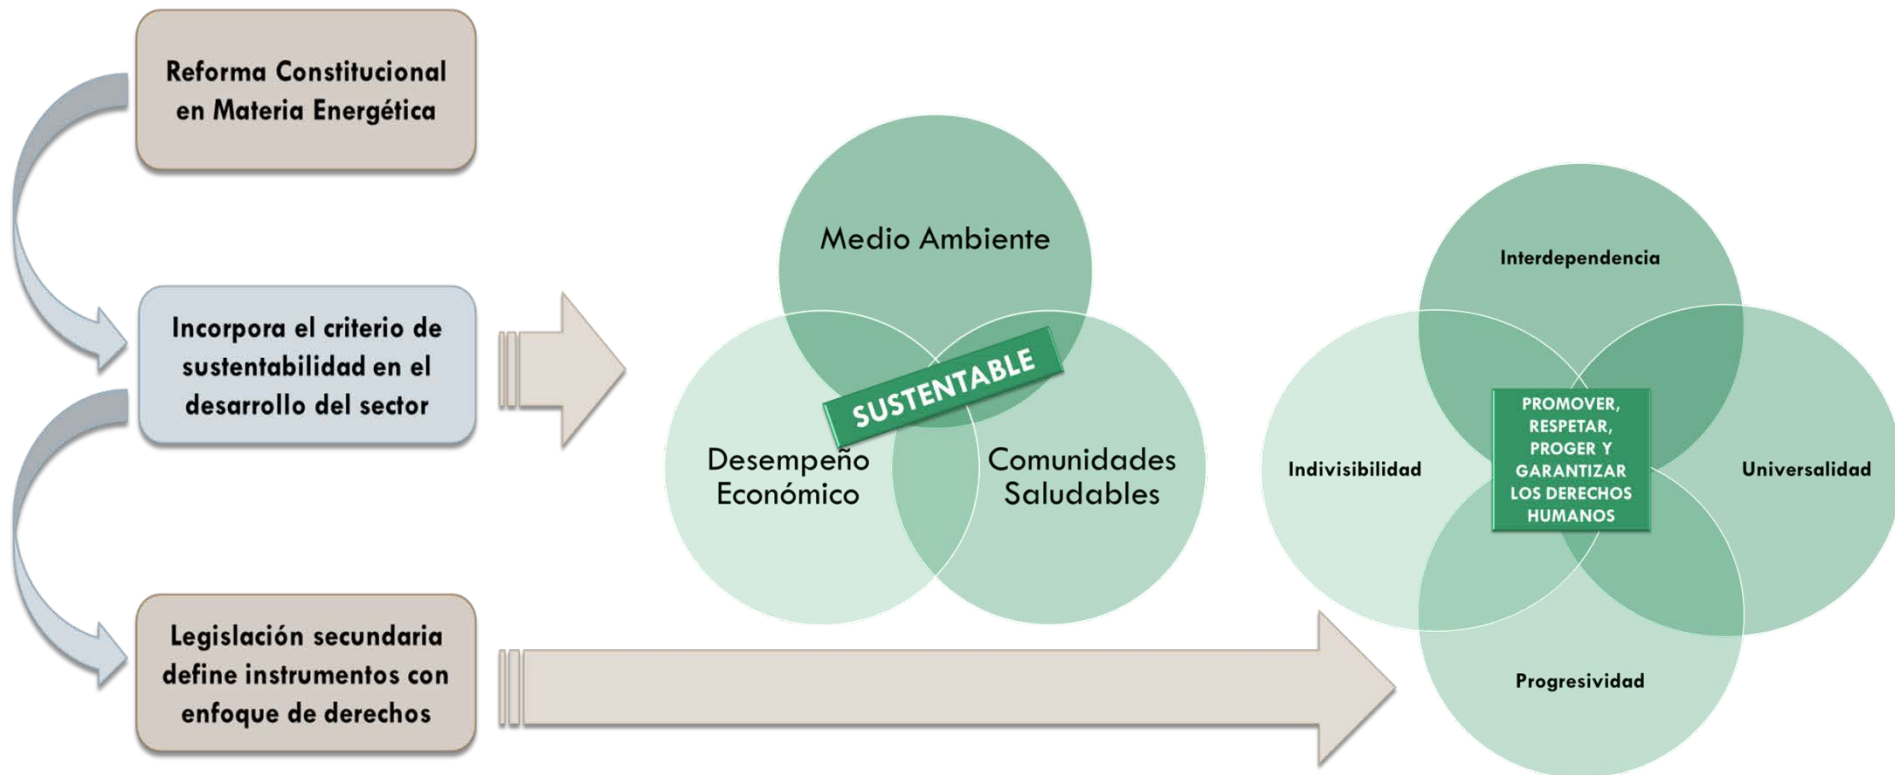 Reforma Constitucional
en Materia Energética
Incorpora el criterio de
sustentabilidad en el
desarrollo del sector
Legislación secundaria
define instrumentos con
enfoque de derechos
Medio Ambiente
SUSTENTABLE
Desempeño
Económico
Comunidades
Saludables
Interdependencia
Indivisibilidad
PROMOVER,
RESPETAR,
PROGER Y
GARANTIZAR
LOS DERECHOS
HUMANOS
Universalidad
Progresividad